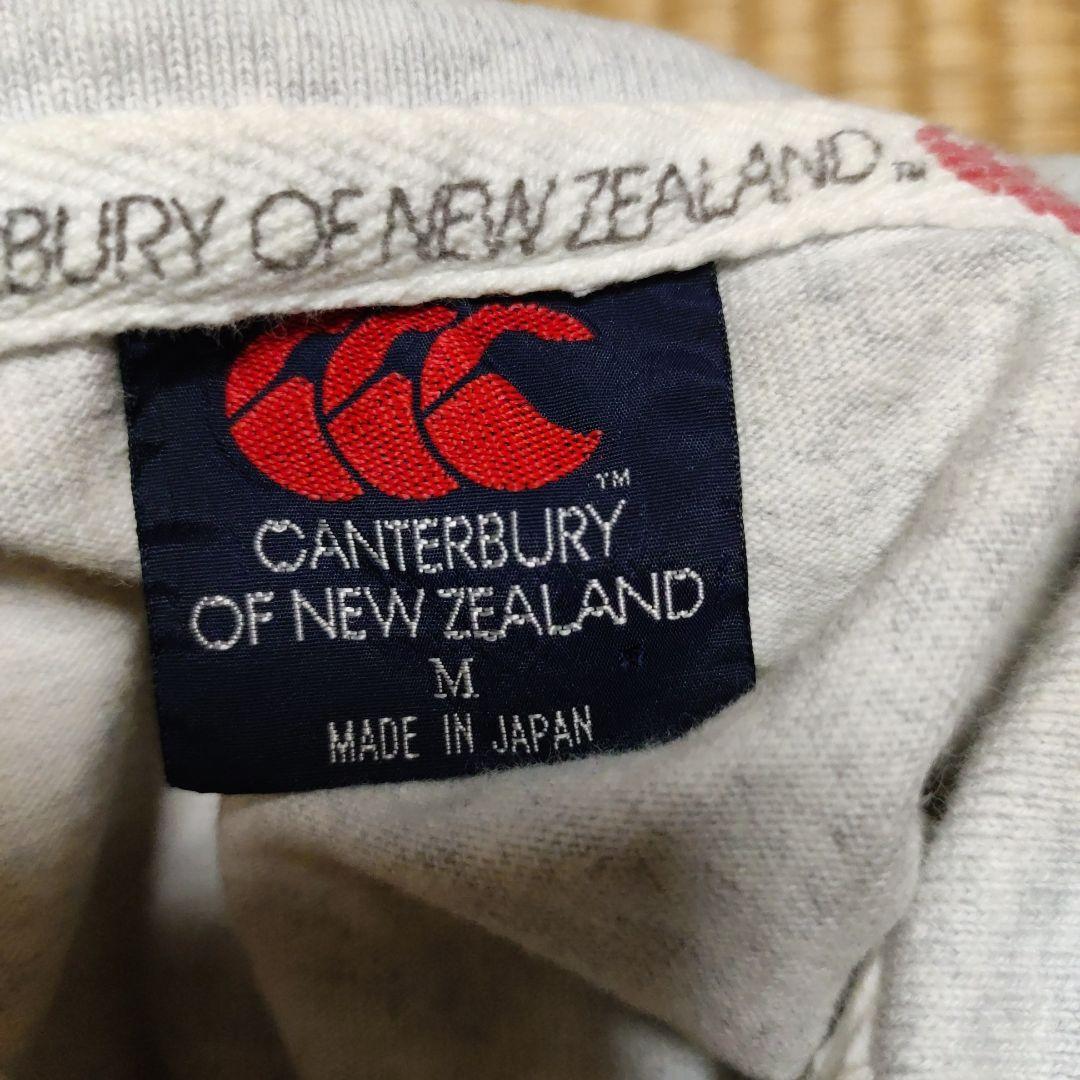 BURY OF NEW ZEALAND™
™
CANTERBURY
OF NEW ZEALAND
M
MADE IN JAPAN